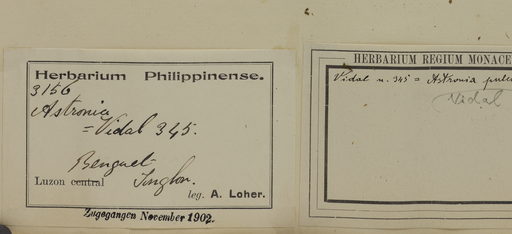 Herbarium Philippinense.
3156
Astronia
= Vidal 345.
Benguet
Luzon central
leg. A. Loher.
Zugegangen November 1902.
HERBARIUM REGIUM MONACE
Vidal n. 345 = Astronia pulc
Vidal